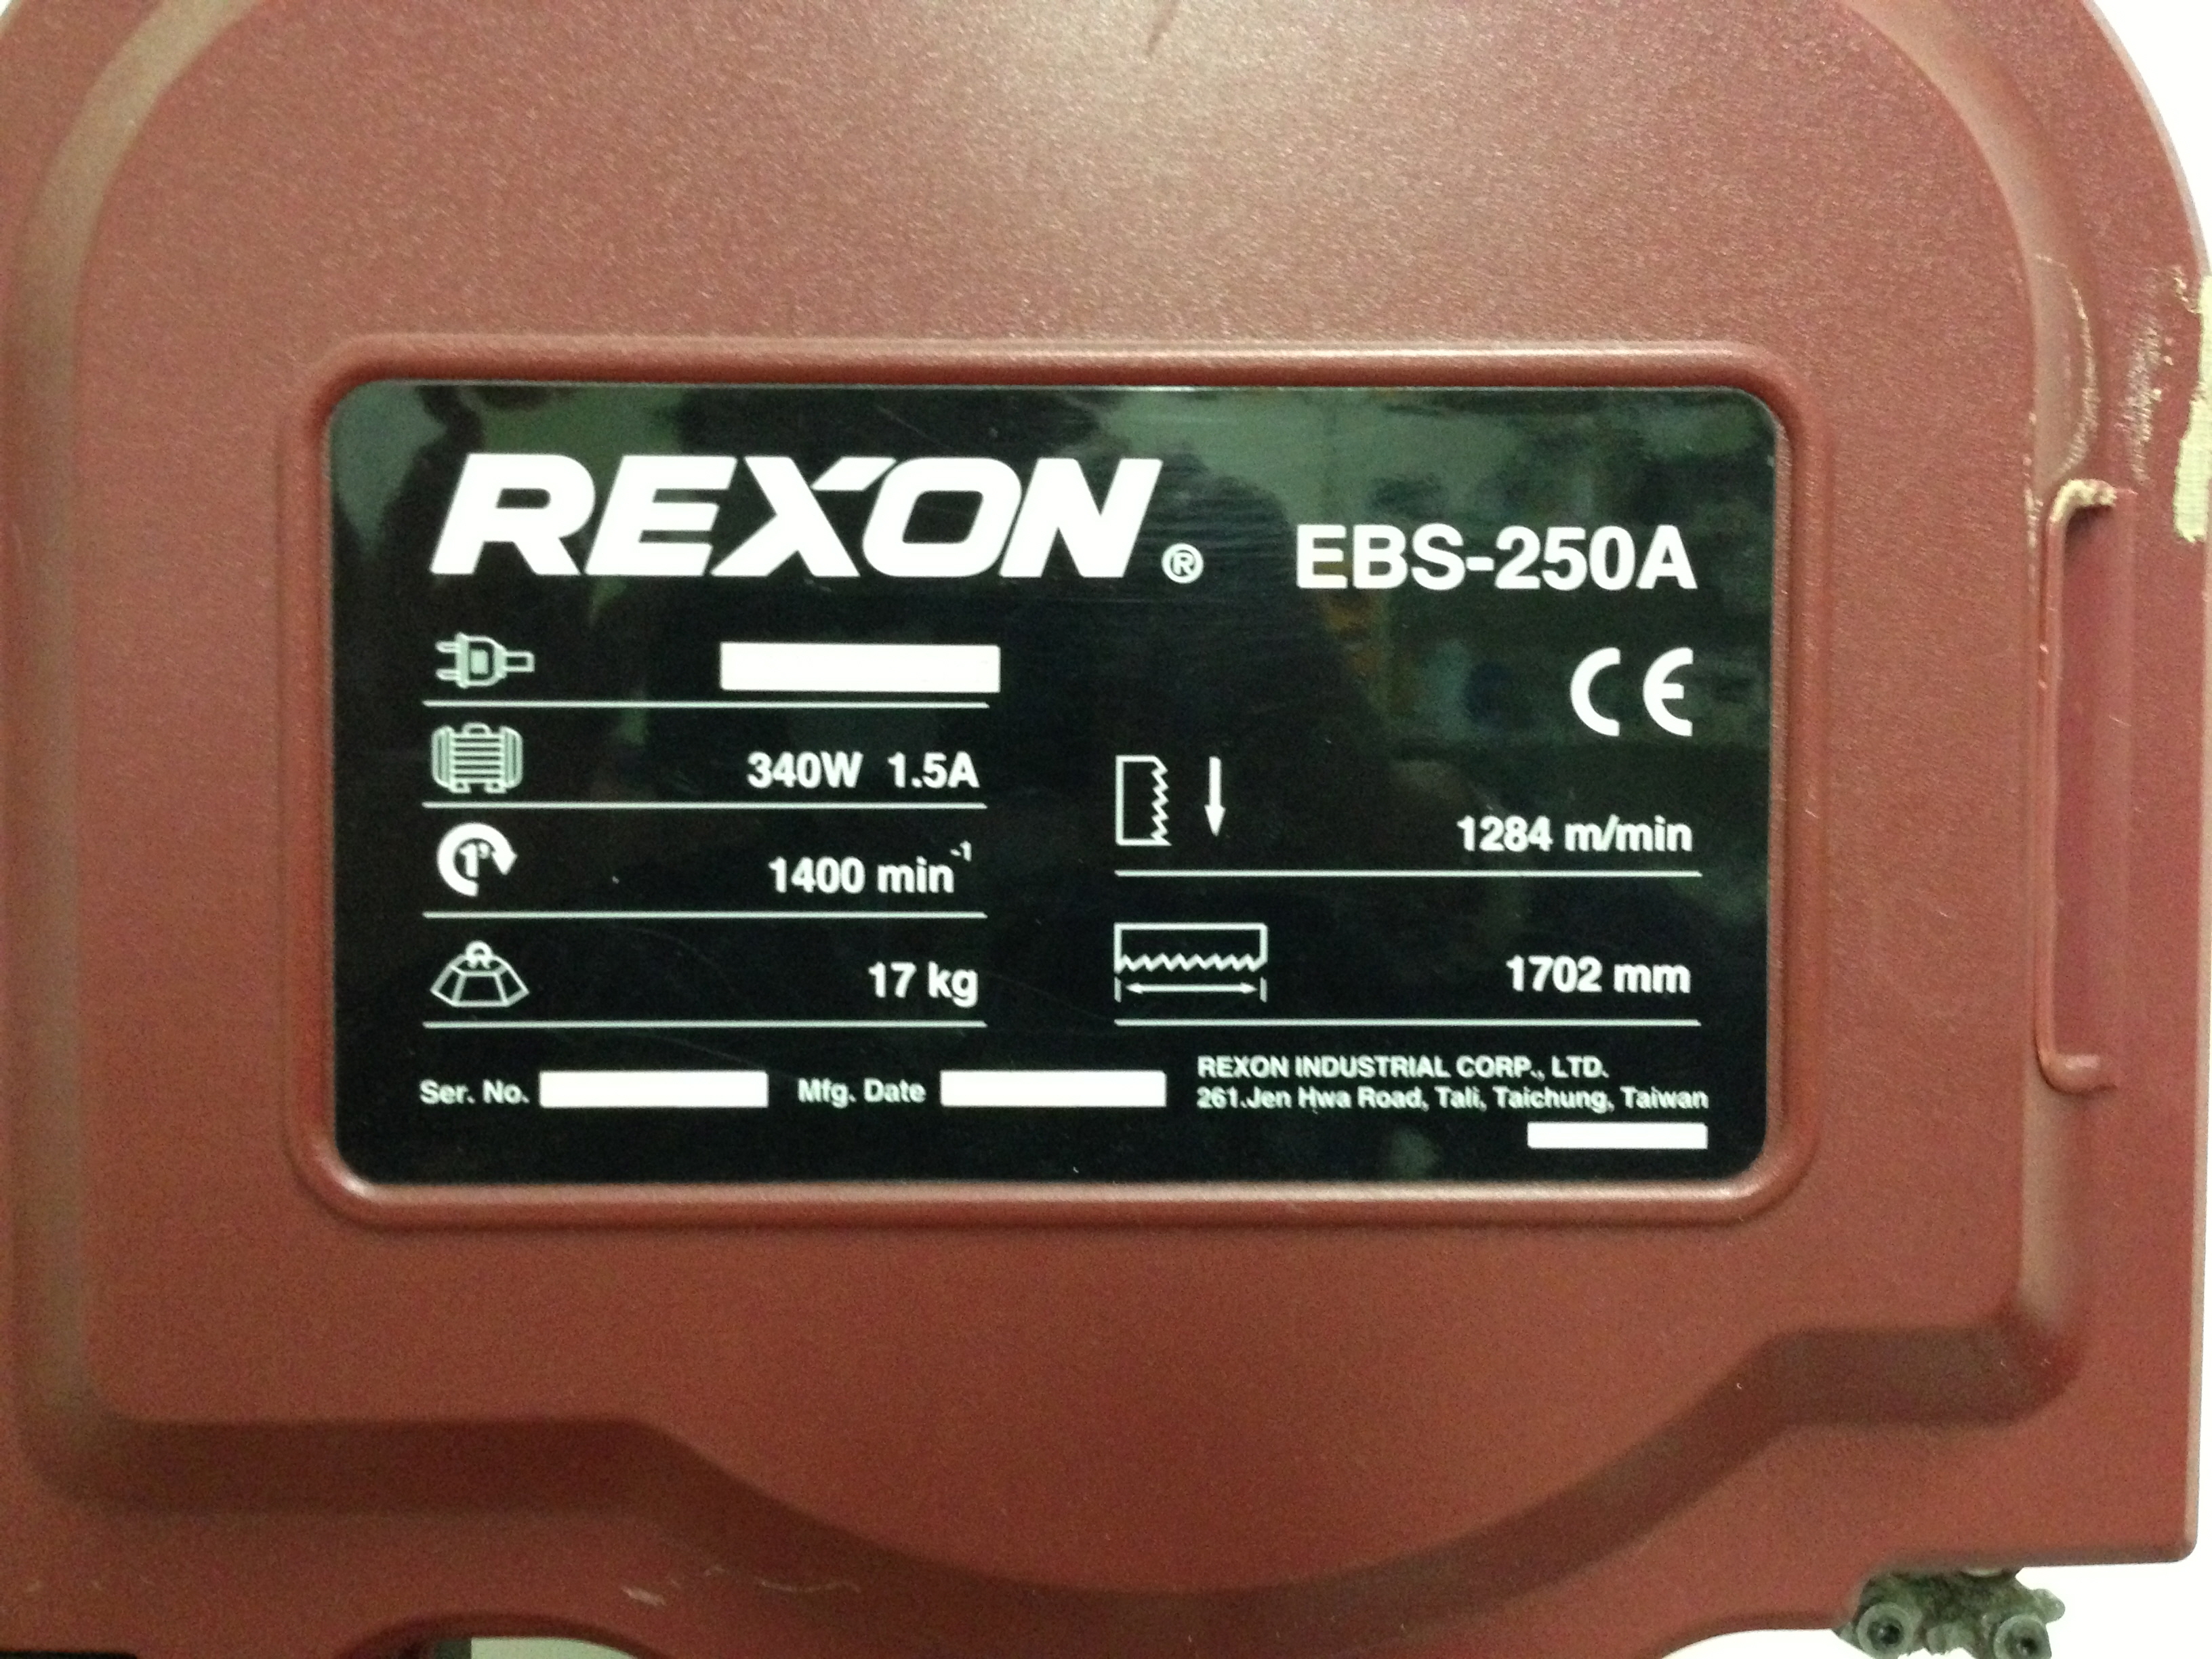 REXON ® EBS-250A
CE
340W 1.5A
1400 min⁻¹
17 kg
1284 m/min
1702 mm
Ser. No. Mfg. Date
REXON INDUSTRIAL CORP., LTD.
261.Jen Hwa Road, Tali, Taichung, Taiwan